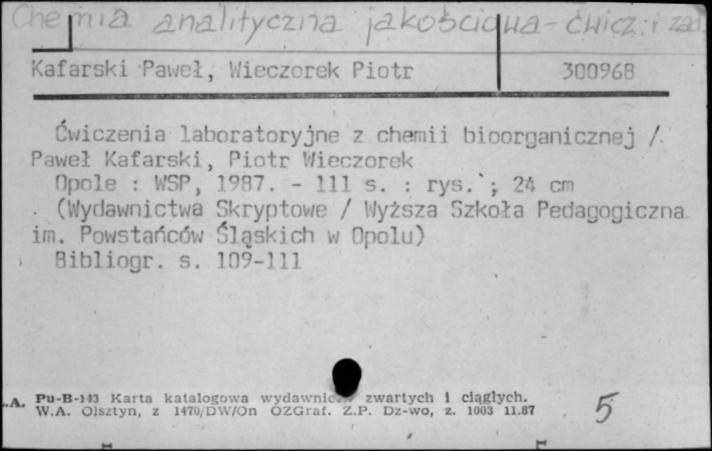 Chemia analityczna jakościowa - ćwicz. i zad.
Kafarski Paweł, Wieczorek Piotr 300968
Ćwiczenia laboratoryjne z chemii bioorganicznej /
Paweł Kafarski, Piotr Wieczorek
Opole : WSP, 1987. - 111 s. : rys. ; 24 cm
(Wydawnictwa Skryptowe / Wyższa Szkoła Pedagogiczna
im. Powstańców Śląskich w Opolu)
Bibliogr. s. 109-111
Pu-B-143 Karta katalogowa wydawnictw zwartych i ciągłych.
W.A. Olsztyn, z 1470/DW/On OZGraf. Z.P. Dz-wo, z. 1003 11.87
5